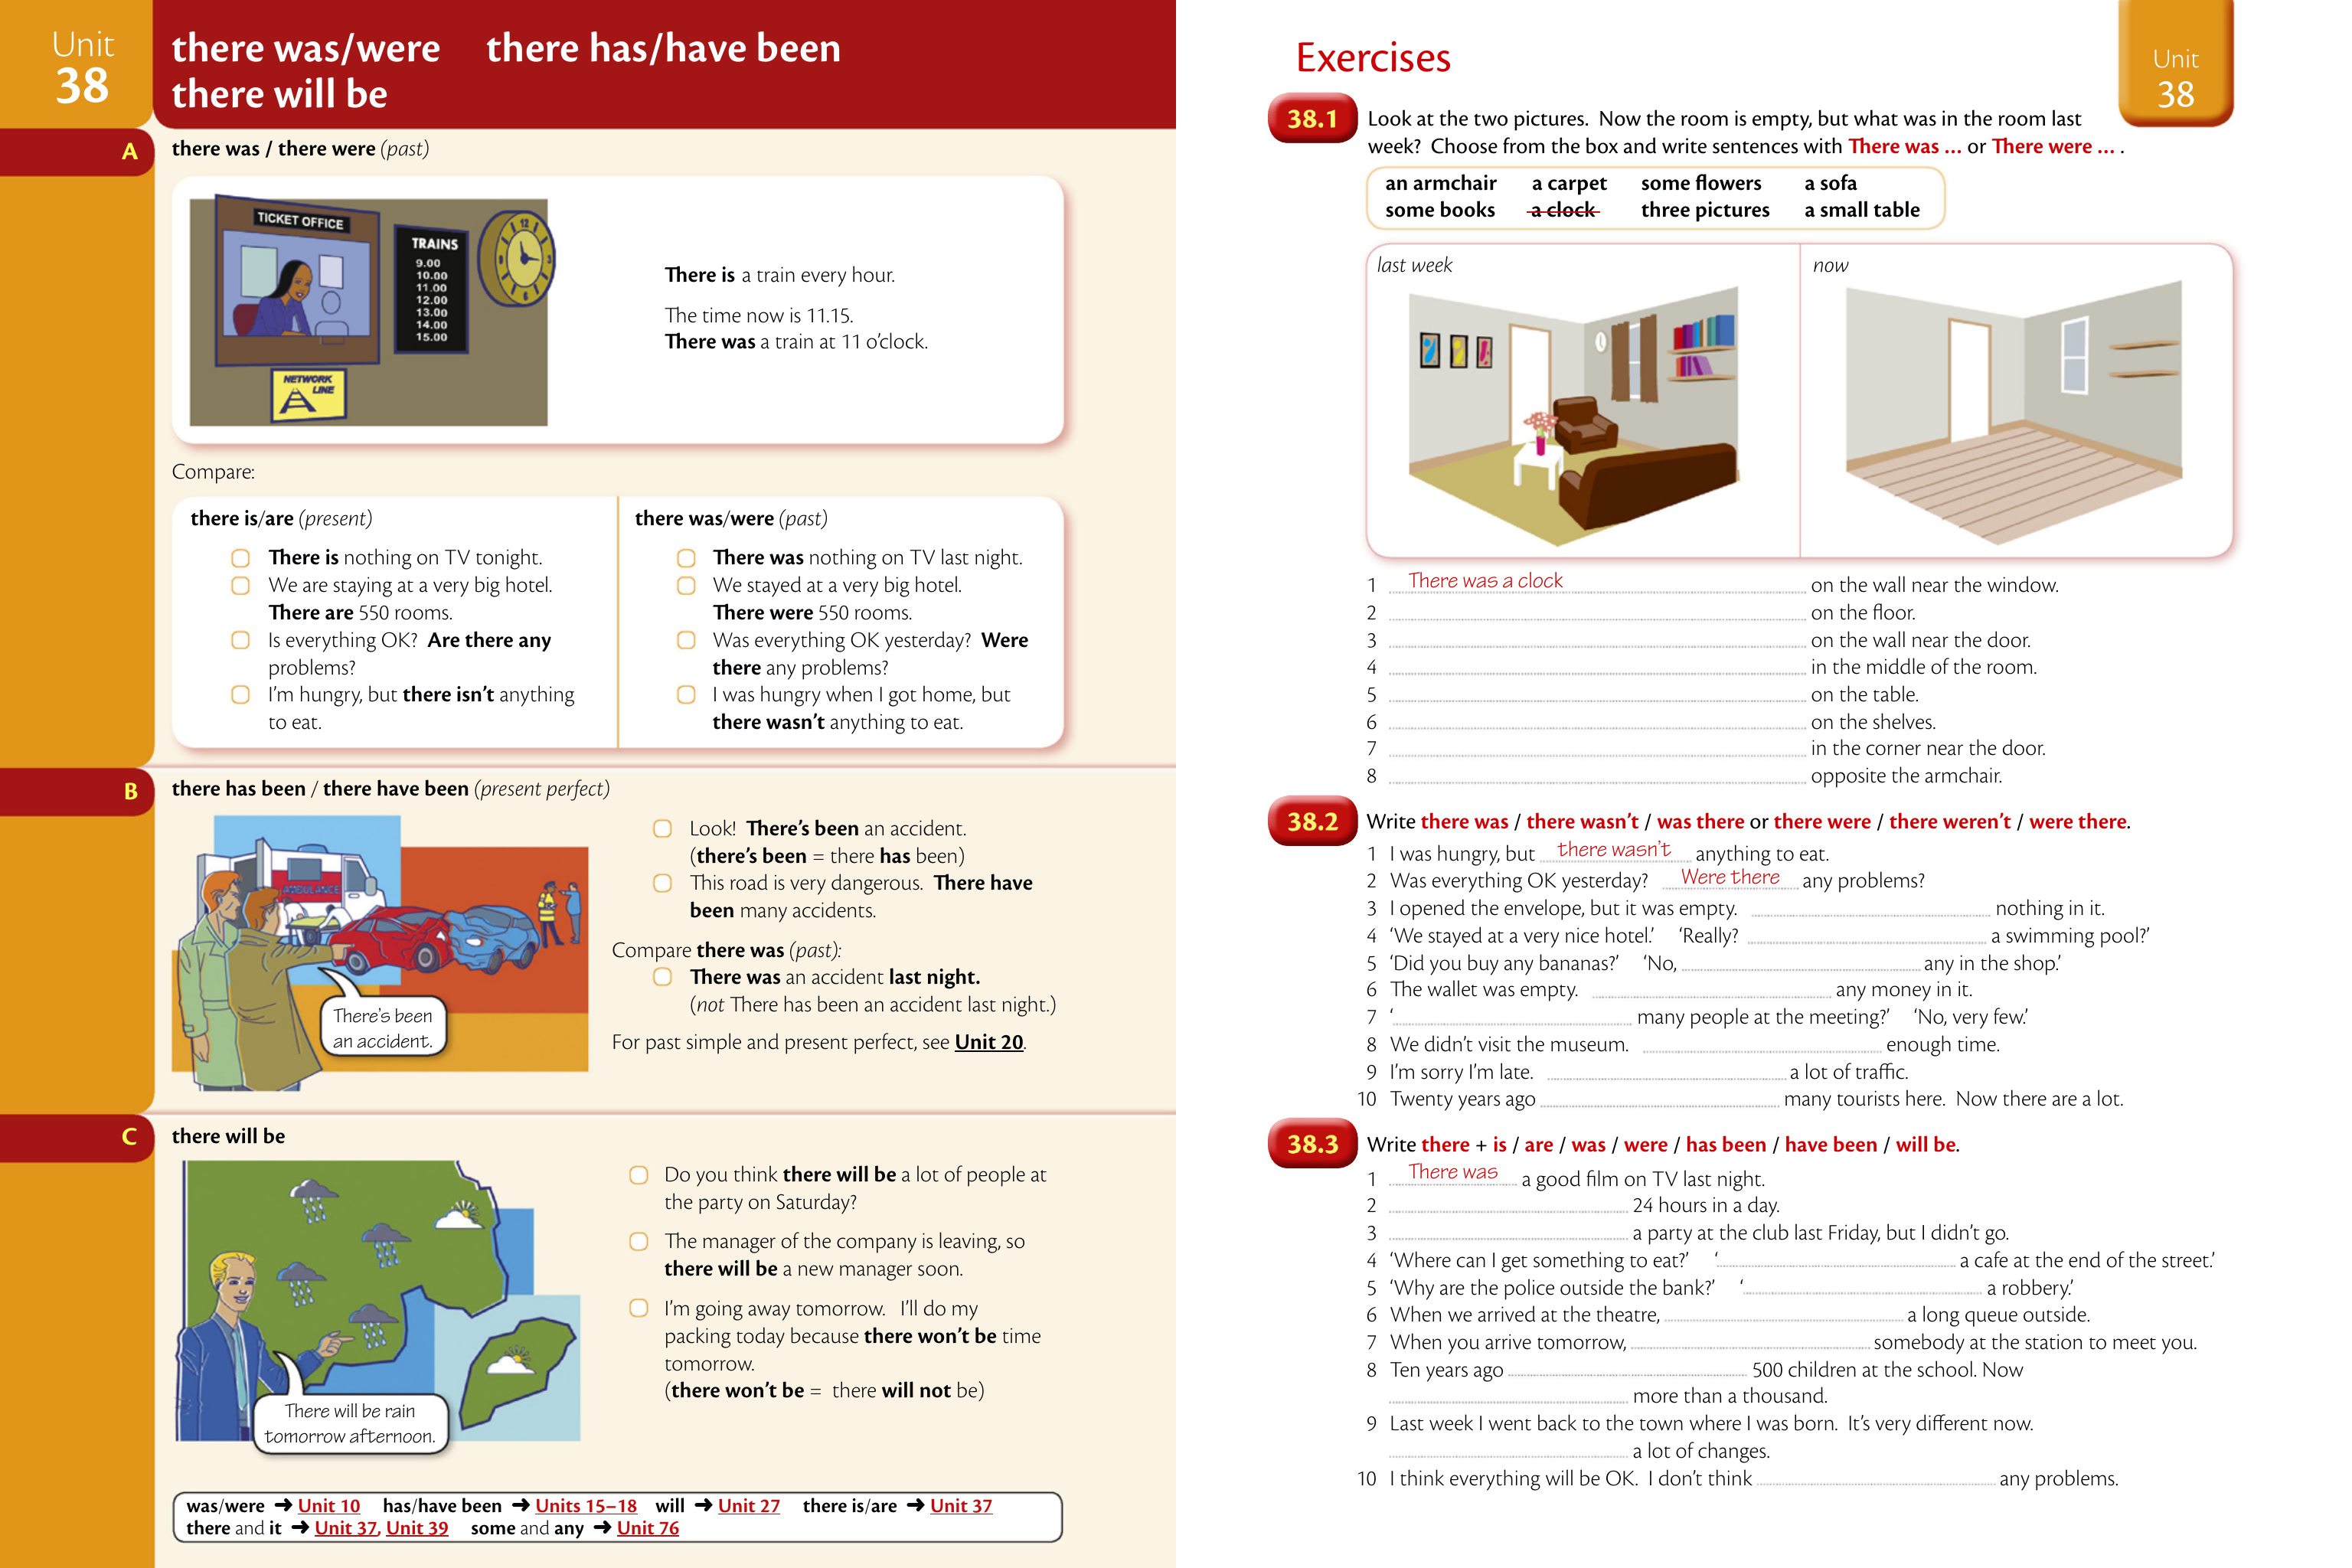 Unit
38
there was/were there has/have been
there will be
A
there was / there were (past)
TICKET OFFICE
TRAINS
9.00
10.00
11.00
12.00
13.00
14.00
15.00
12
3
6
9
NETWORK
LINE
There is a train every hour.
The time now is 11.15.
There was a train at 11 o'clock.
Compare:
there is/are (present)
There is nothing on TV tonight.
We are staying at a very big hotel.
There are 550 rooms.
Is everything OK? Are there any
problems?
I'm hungry, but there isn't anything
to eat.
there was/were (past)
There was nothing on TV last night.
We stayed at a very big hotel.
There were 550 rooms.
Was everything OK yesterday? Were
there any problems?
I was hungry when I got home, but
there wasn't anything to eat.
B
there has been / there have been (present perfect)
AMBULANCE
There's been
an accident.
Look! There's been an accident.
(there's been = there has been)
This road is very dangerous. There have
been many accidents.
Compare there was (past):
There was an accident last night.
(not There has been an accident last night.)
For past simple and present perfect, see Unit 20.
C
there will be
There will be rain
tomorrow afternoon.
Do you think there will be a lot of people at
the party on Saturday?
The manager of the company is leaving, so
there will be a new manager soon.
I'm going away tomorrow. I'll do my
packing today because there won't be time
tomorrow.
(there won't be = there will not be)
was/were ➜ Unit 10 has/have been ➜ Units 15–18 will ➜ Unit 27 there is/are ➜ Unit 37
there and it ➜ Unit 37, Unit 39 some and any ➜ Unit 76
Exercises
Unit
38
38.1 Look at the two pictures. Now the room is empty, but what was in the room last
week? Choose from the box and write sentences with There was ... or There were ... .
an armchair a carpet some flowers a sofa
some books a clock three pictures a small table
last week
now
1 There was a clock on the wall near the window.
2 on the floor.
3 on the wall near the door.
4 in the middle of the room.
5 on the table.
6 on the shelves.
7 in the corner near the door.
8 opposite the armchair.
38.2 Write there was / there wasn't / was there or there were / there weren't / were there.
1 I was hungry, but there wasn't anything to eat.
2 Was everything OK yesterday? Were there any problems?
3 I opened the envelope, but it was empty. nothing in it.
4 'We stayed at a very nice hotel.' 'Really? a swimming pool?'
5 'Did you buy any bananas?' 'No, any in the shop.'
6 The wallet was empty. any money in it.
7 ' many people at the meeting?' 'No, very few.'
8 We didn't visit the museum. enough time.
9 I'm sorry I'm late. a lot of traffic.
10 Twenty years ago many tourists here. Now there are a lot.
38.3 Write there + is / are / was / were / has been / have been / will be.
1 There was a good film on TV last night.
2 24 hours in a day.
3 a party at the club last Friday, but I didn't go.
4 'Where can I get something to eat?' ' a cafe at the end of the street.'
5 'Why are the police outside the bank?' ' a robbery.'
6 When we arrived at the theatre, a long queue outside.
7 When you arrive tomorrow, somebody at the station to meet you.
8 Ten years ago 500 children at the school. Now
more than a thousand.
9 Last week I went back to the town where I was born. It's very different now.
a lot of changes.
10 I think everything will be OK. I don't think any problems.